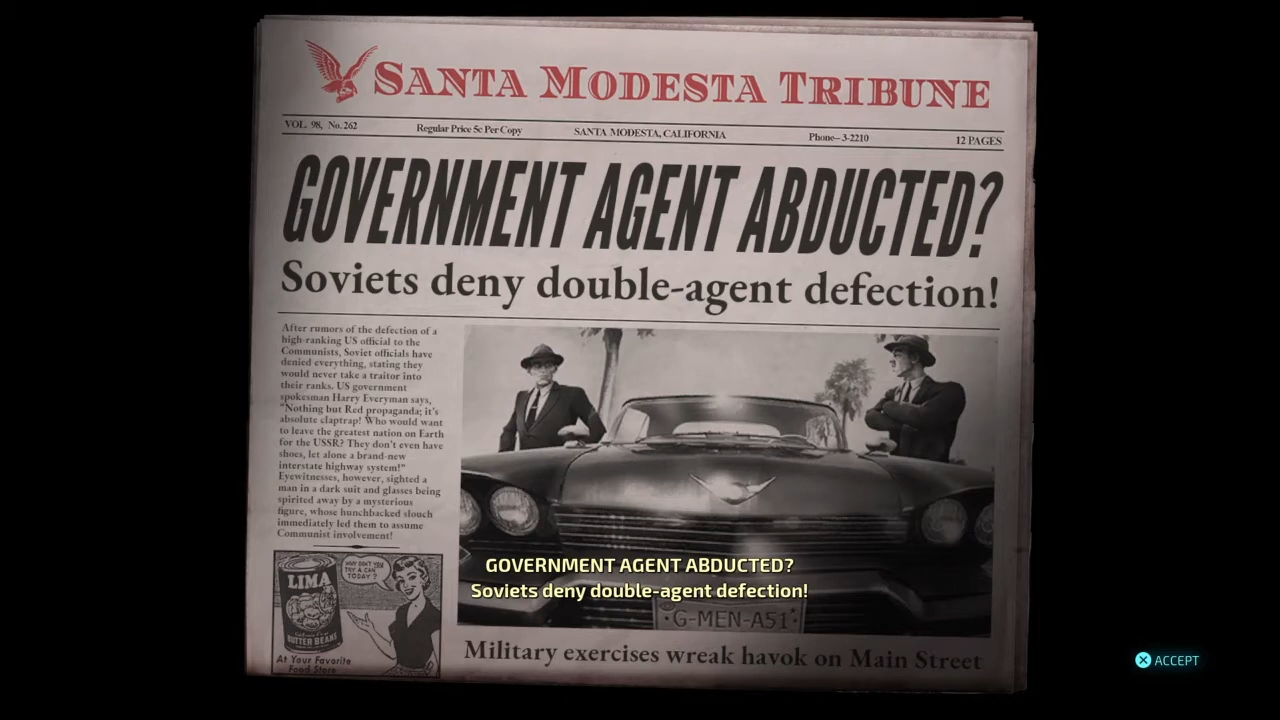 SANTA MODESTA TRIBUNE
VOL. 98, No. 262 Regular Price 5c Per Copy SANTA MODESTA, CALIFORNIA Phone–3-2210 12 PAGES
GOVERNMENT AGENT ABDUCTED?
Soviets deny double-agent defection!
After rumors of the defection of a
high-ranking US official to the
Communists, Soviet officials have
denied everything, stating they
would never take a traitor into
their ranks. US government
spokesman Harry Everyman says,
"Nothing but Red propaganda; it's
absolute claptrap! Who would want
to leave the greatest nation on Earth
for the USSR? They don't even have
shoes, let alone a brand-new
interstate highway system!"
Eyewitnesses, however, sighted a
man in a dark suit and glasses being
spirited away by a mysterious
figure, whose hunchbacked slouch
immediately led them to assume
Communist involvement!
WHY DON'T YOU
TRY A CAN
TODAY?
LIMA
BUTTER BEANS
At Your Favorite
Food Store
GOVERNMENT AGENT ABDUCTED?
Soviets deny double-agent defection!
G-MEN-A51
Military exercises wreak havok on Main Street
ACCEPT